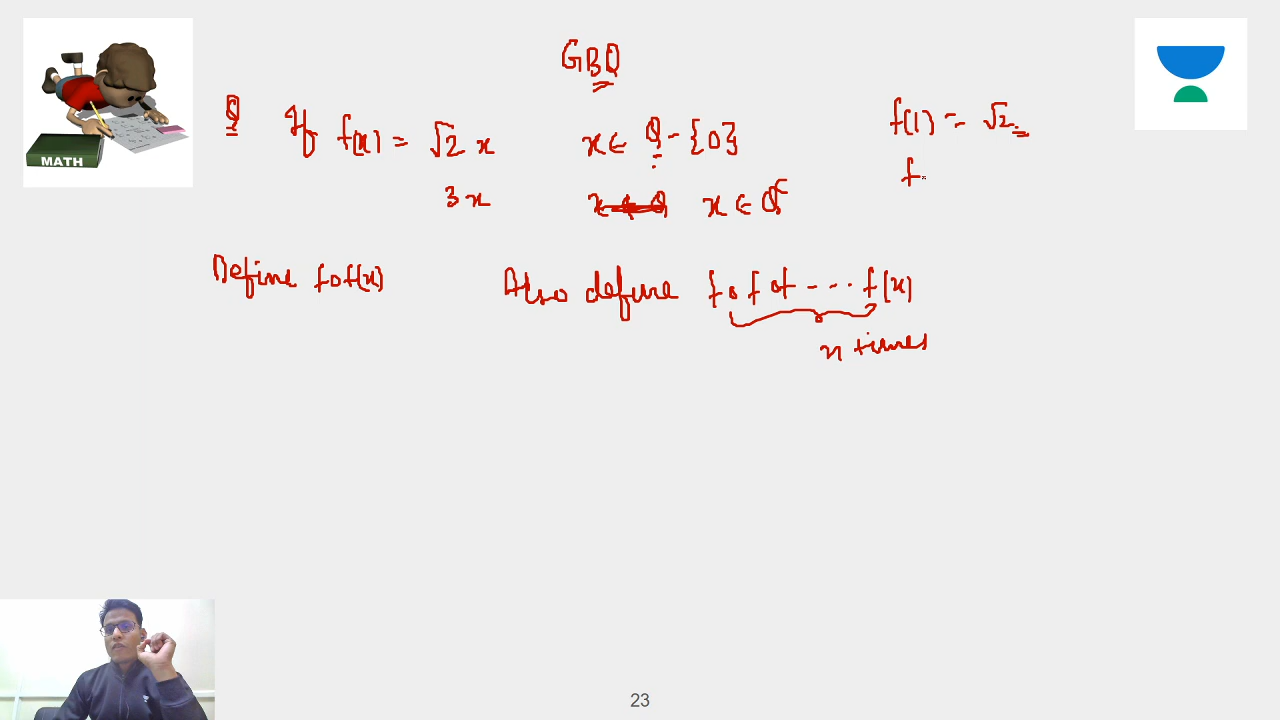 GBQ
Q If f(x) = √2 x x ∈ Q - {0}
3x x ∈ Q x ∈ Qᶜ
f(1) = √2
f
Define fof(x) Also define fofof --... f(x)
n times
MATH
23